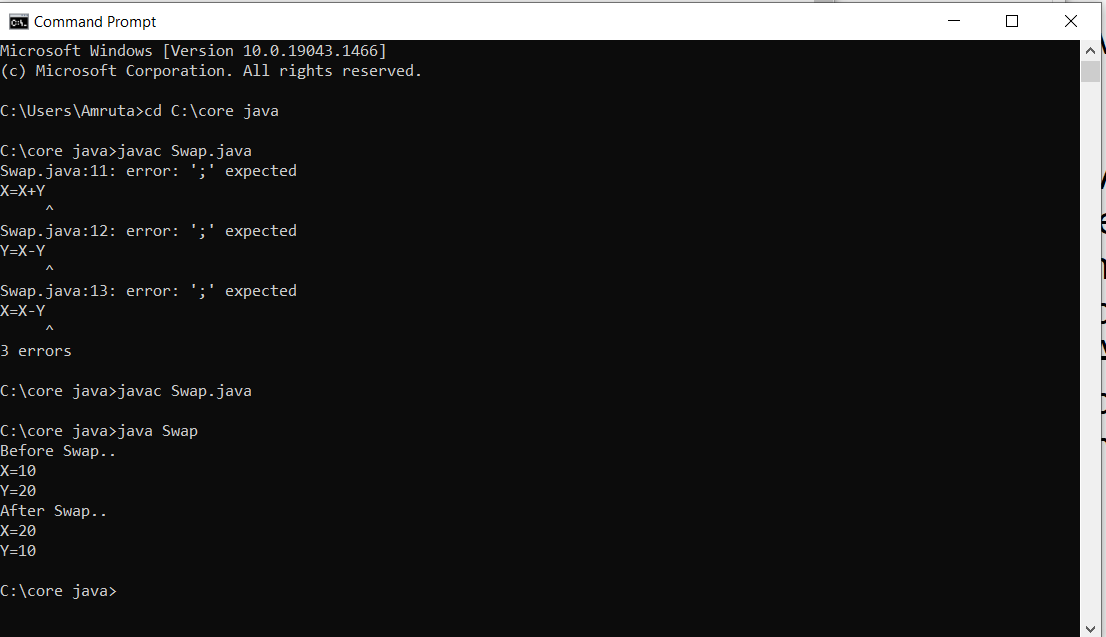 Command Prompt
Microsoft Windows [Version 10.0.19043.1466]
(c) Microsoft Corporation. All rights reserved.
C:\Users\Amruta>cd C:\core java
C:\core java>javac Swap.java
Swap.java:11: error: ';' expected
X=X+Y
^
Swap.java:12: error: ';' expected
Y=X-Y
^
Swap.java:13: error: ';' expected
X=X-Y
^
3 errors
C:\core java>javac Swap.java
C:\core java>java Swap
Before Swap..
X=10
Y=20
After Swap..
X=20
Y=10
C:\core java>